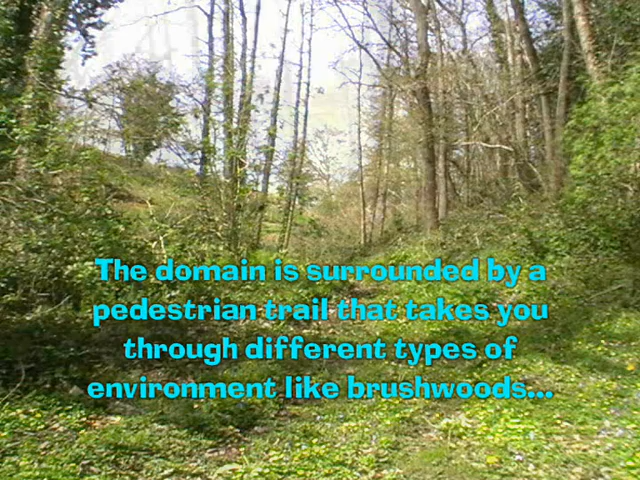 The domain is surrounded by a
pedestrian trail that takes you
through different types of
environment like brushwoods...